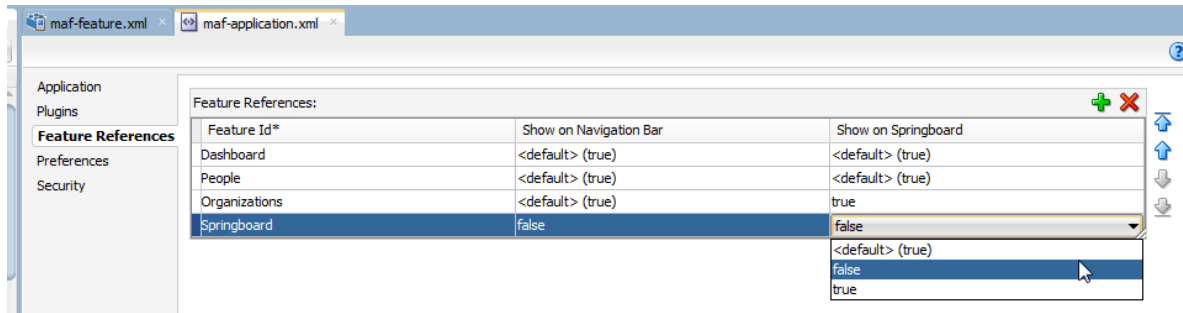 maf-feature.xml
maf-application.xml
Application
Plugins
Feature References
Preferences
Security
Feature References:
Feature Id* Show on Navigation Bar Show on Springboard
Dashboard <default> (true) <default> (true)
People <default> (true) <default> (true)
Organizations <default> (true) true
Springboard false false
<default> (true)
false
true